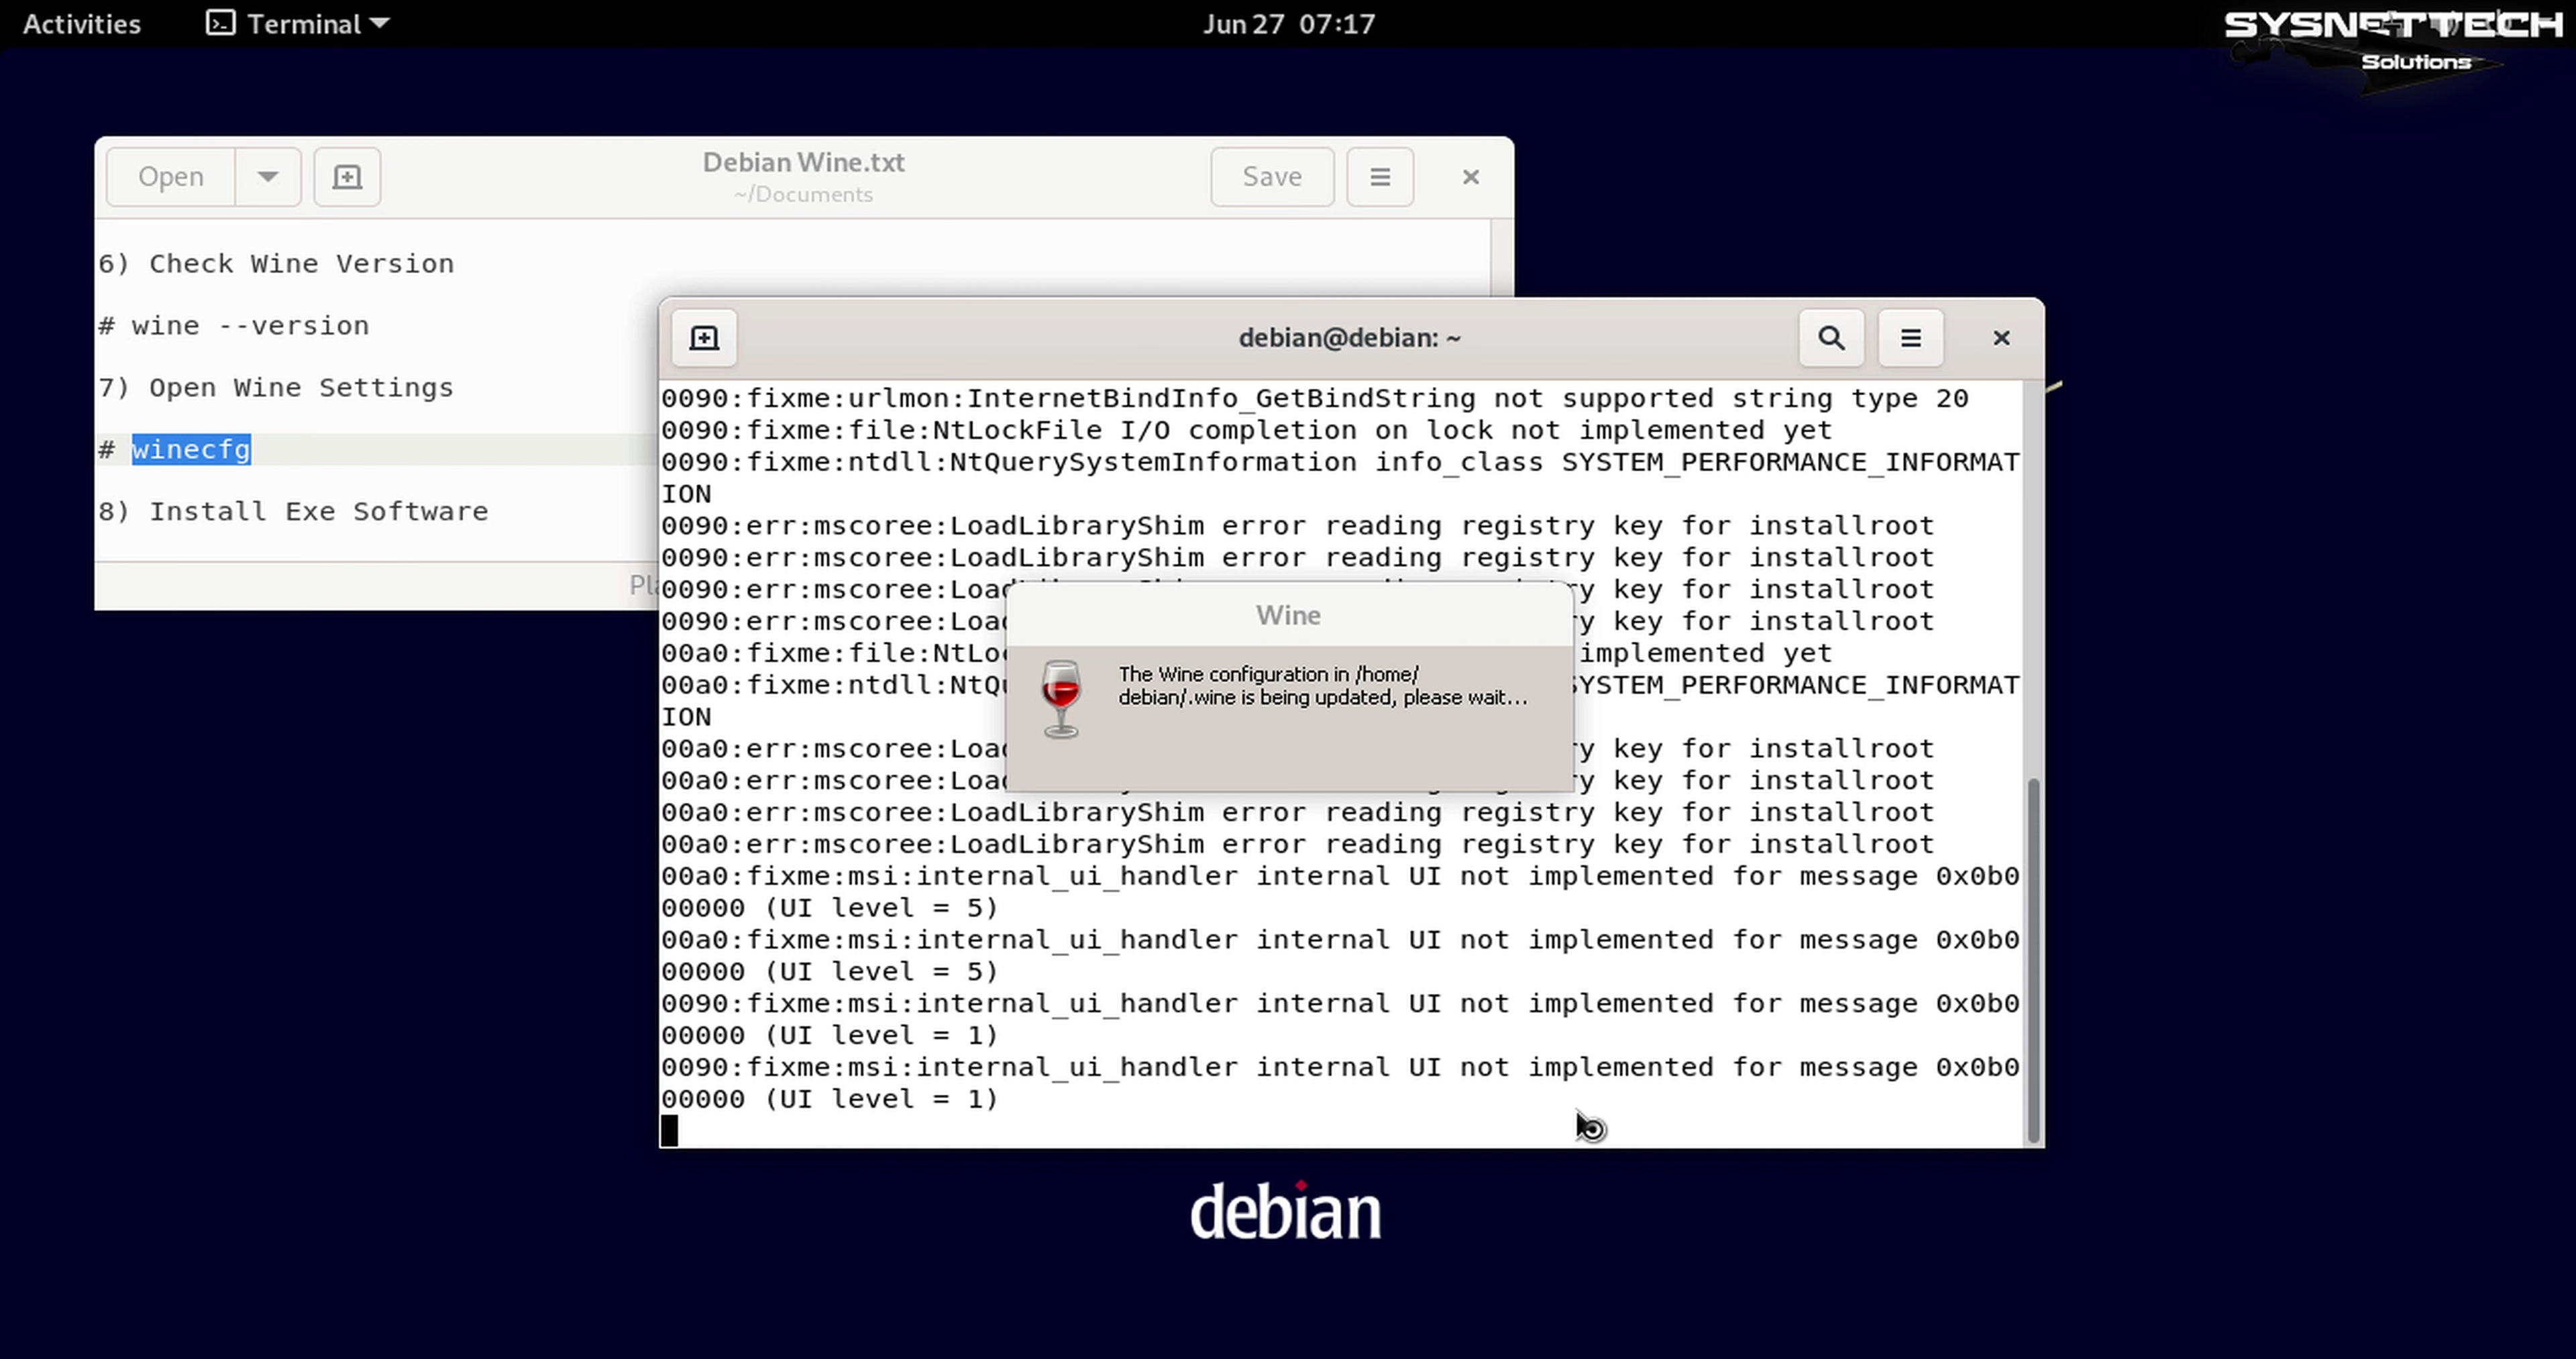 Activities
Terminal
Jun 27 07:17
SYSNETTECH
Solutions
Open
Debian Wine.txt
~/Documents
Save
6) Check Wine Version
# wine --version
7) Open Wine Settings
# winecfg
8) Install Exe Software
debian@debian: ~
0090:fixme:urlmon:InternetBindInfo_GetBindString not supported string type 20
0090:fixme:file:NtLockFile I/O completion on lock not implemented yet
0090:fixme:ntdll:NtQuerySystemInformation info_class SYSTEM_PERFORMANCE_INFORMAT
ION
0090:err:mscoree:LoadLibraryShim error reading registry key for installroot
0090:err:mscoree:LoadLibraryShim error reading registry key for installroot
0090:err:mscoree:LoadLibraryShim key for installroot
0090:err:mscoree:Load key for installroot
00a0:fixme:file:NtLo implemented yet
00a0:fixme:ntdll:NtQu SYSTEM_PERFORMANCE_INFORMAT
ION
00a0:err:mscoree:Load key for installroot
00a0:err:mscoree:Load key for installroot
00a0:err:mscoree:LoadLibraryShim error reading registry key for installroot
00a0:err:mscoree:LoadLibraryShim error reading registry key for installroot
00a0:fixme:msi:internal_ui_handler internal UI not implemented for message 0x0b0
00000 (UI level = 5)
00a0:fixme:msi:internal_ui_handler internal UI not implemented for message 0x0b0
00000 (UI level = 5)
0090:fixme:msi:internal_ui_handler internal UI not implemented for message 0x0b0
00000 (UI level = 1)
0090:fixme:msi:internal_ui_handler internal UI not implemented for message 0x0b0
00000 (UI level = 1)
Wine
The Wine configuration in /home/
debian/.wine is being updated, please wait...
debian